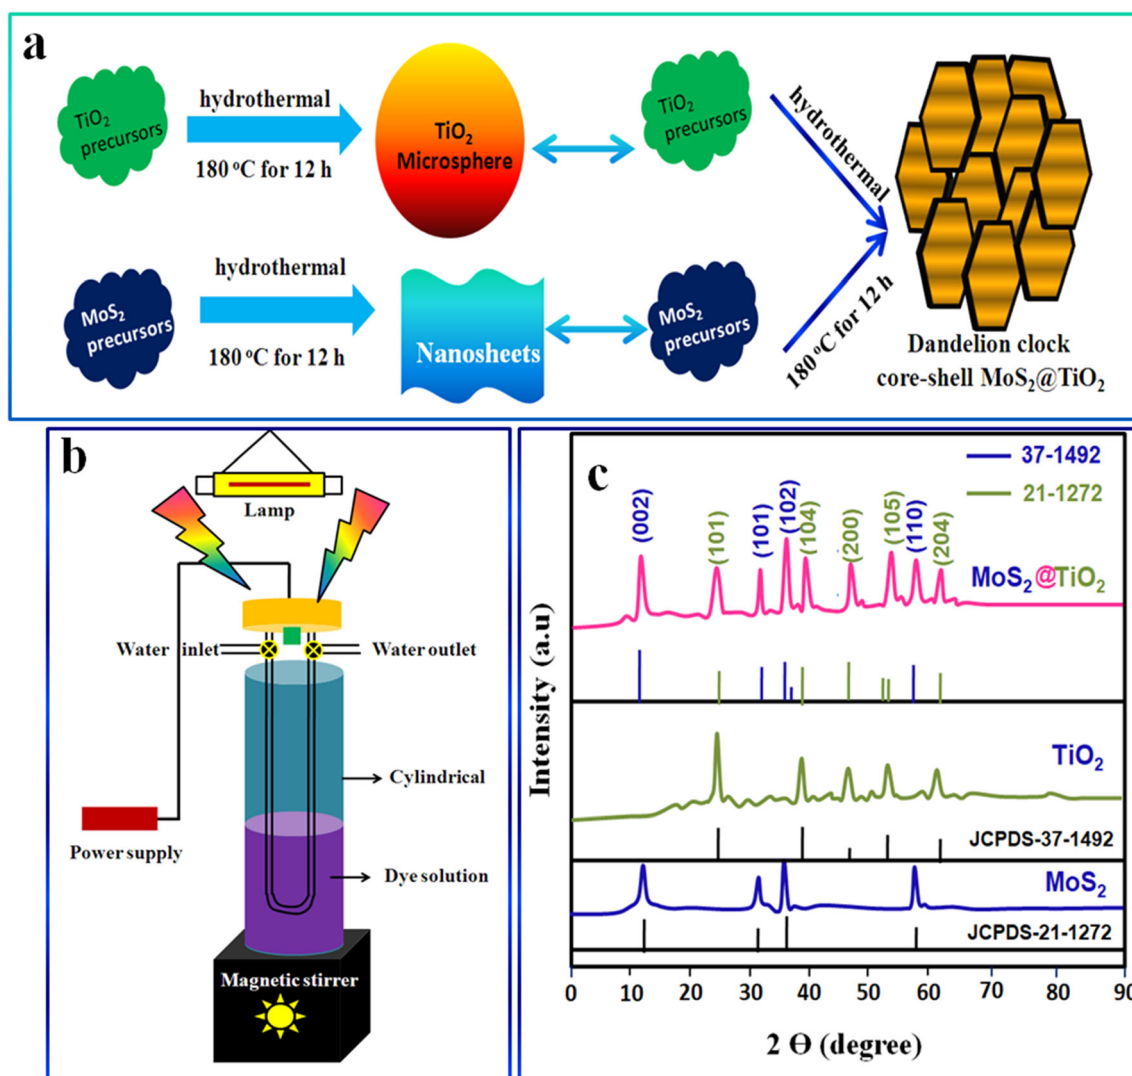 a
TiO2
precursors
hydrothermal
180 oC for 12 h
TiO2
Microsphere
TiO2
precursors
hydrothermal
MoS2
precursors
hydrothermal
180 oC for 12 h
Nanosheets
MoS2
precursors
180 oC for 12 h
Dandelion clock
core-shell MoS2@TiO2
b
Lamp
Water inlet
Water outlet
Cylindrical
Power supply
Dye solution
Magnetic stirrer
c
37-1492
21-1272
(002)
(101)
(101)
(102)
(104)
(200)
(105)
(110)
(204)
MoS2@TiO2
TiO2
JCPDS-37-1492
MoS2
JCPDS-21-1272
Intensity (a.u)
0 10 20 30 40 50 60 70 80 90
2 Ө (degree)